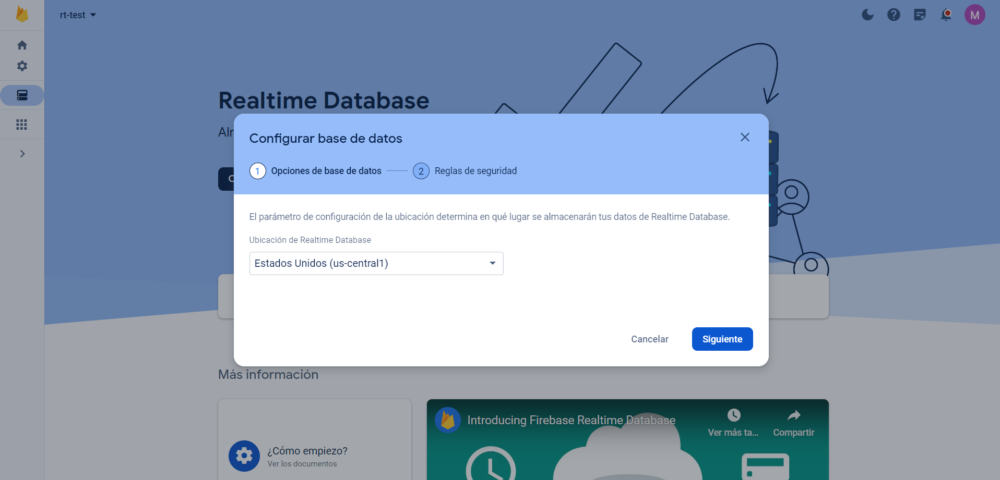 rt-test
M
Realtime Database
Configurar base de datos
1 Opciones de base de datos
2 Reglas de seguridad
El parámetro de configuración de la ubicación determina en qué lugar se almacenarán tus datos de Realtime Database.
Ubicación de Realtime Database
Estados Unidos (us-central1)
Cancelar
Siguiente
Más información
¿Cómo empiezo?
Ver los documentos
Introducing Firebase Realtime Database
Ver más ta...
Compartir